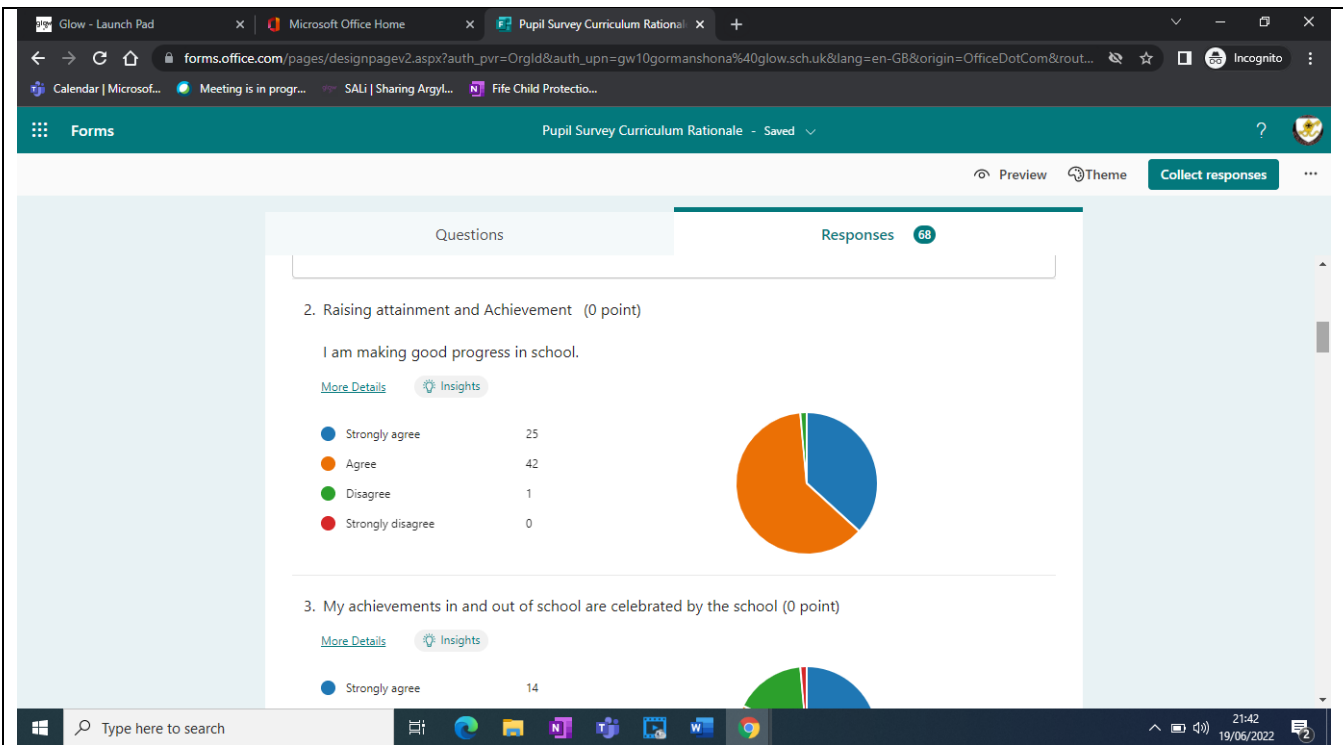 glow Glow - Launch Pad Microsoft Office Home Pupil Survey Curriculum Rational
forms.office.com/pages/designpagev2.aspx?auth_pvr=OrgId&auth_upn=gw10gormanshona%40glow.sch.uk&lang=en-GB&origin=OfficeDotCom&rout... Incognito
Calendar | Microsof... Meeting is in progr... SALi | Sharing Argyl... Fife Child Protectio...
Forms Pupil Survey Curriculum Rationale - Saved ?
Preview Theme Collect responses ...
Questions Responses 68
2. Raising attainment and Achievement (0 point)
I am making good progress in school.
More Details Insights
Strongly agree 25
Agree 42
Disagree 1
Strongly disagree 0
3. My achievements in and out of school are celebrated by the school (0 point)
More Details Insights
Strongly agree 14
Type here to search 21:42
19/06/2022 2